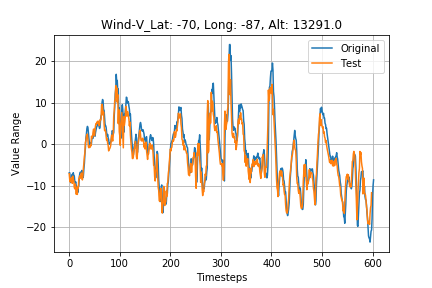 Wind-V_Lat: -70, Long: -87, Alt: 13291.0
Original
Test
Value Range
20
10
0
−10
−20
0 100 200 300 400 500 600
Timesteps